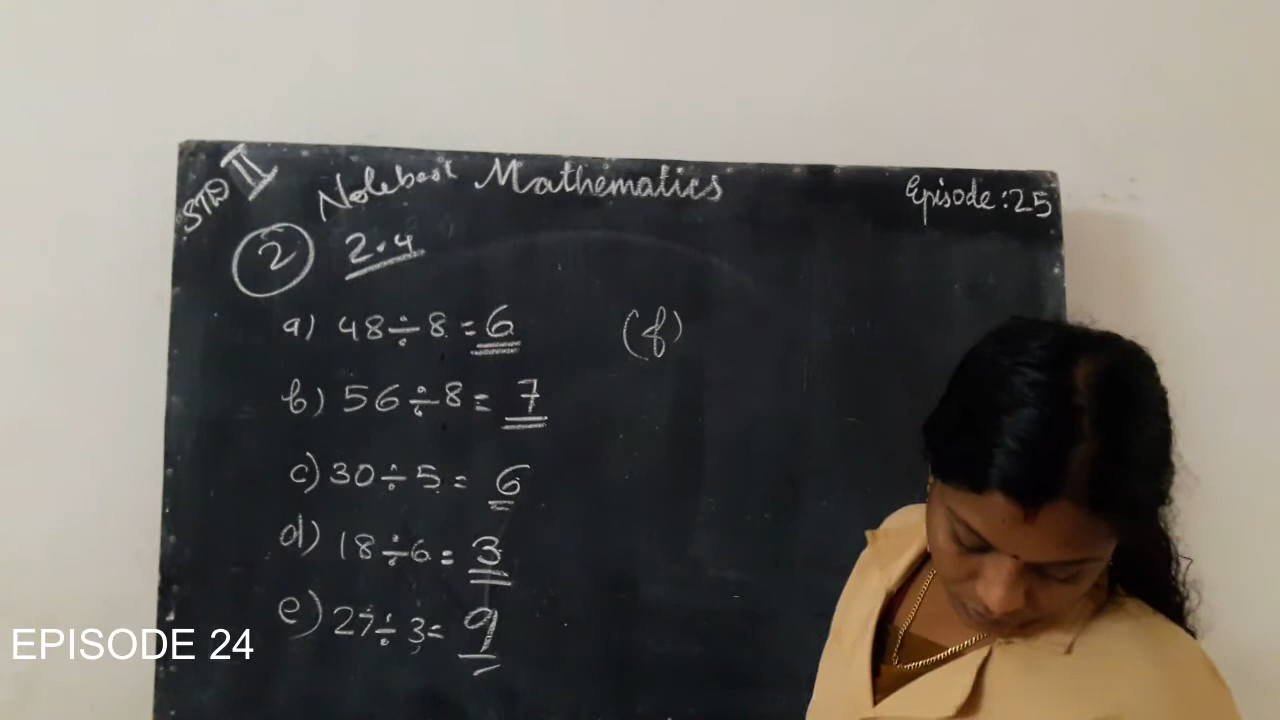 STD II Notebook Mathematics Episode:25
2 2.4
a) 48÷8=6
b) 56÷8=7
c) 30÷5=6
d) 18÷6=3
e) 27÷3=9
(f)
EPISODE 24